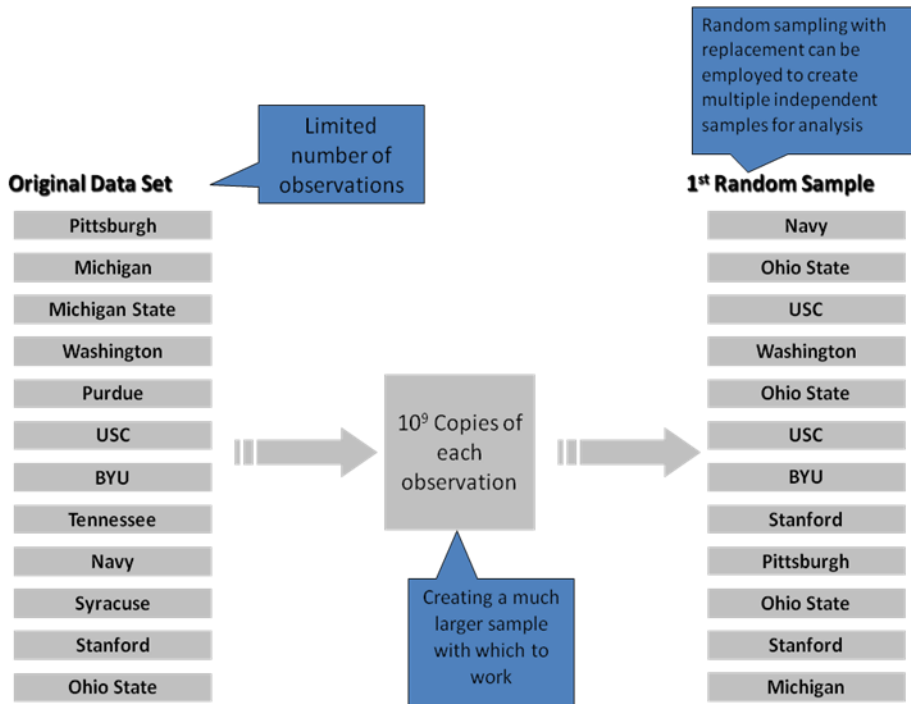 Random sampling with
replacement can be
employed to create
multiple independent
samples for analysis
Limited
number of
observations
Original Data Set
Pittsburgh
Michigan
Michigan State
Washington
Purdue
USC
BYU
Tennessee
Navy
Syracuse
Stanford
Ohio State
10⁹ Copies of
each
observation
Creating a much
larger sample
with which to
work
1st Random Sample
Navy
Ohio State
USC
Washington
Ohio State
USC
BYU
Stanford
Pittsburgh
Ohio State
Stanford
Michigan